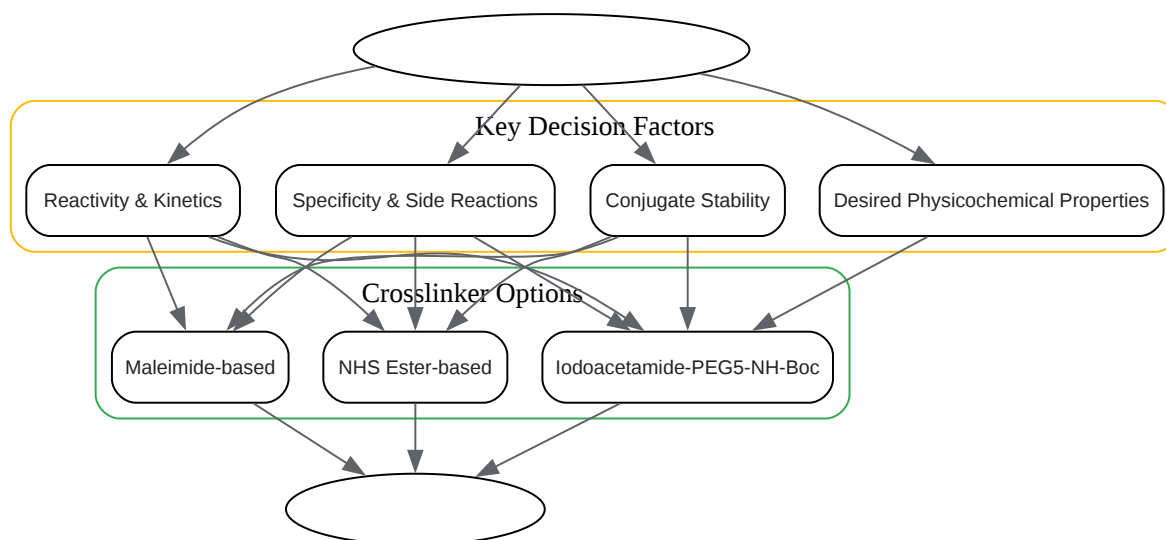 Key Decision Factors
Reactivity & Kinetics
Specificity & Side Reactions
Conjugate Stability
Desired Physicochemical Properties
Crosslinker Options
Maleimide-based
NHS Ester-based
Iodoacetamide-PEG5-NH-Boc